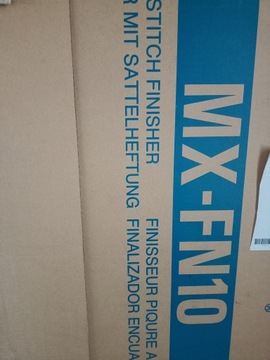 MX-FN10
STITCH FINISHER FINISSEUR PIQURE A
R MIT SATTELHEFTUNG FINALIZADOR ENCUA